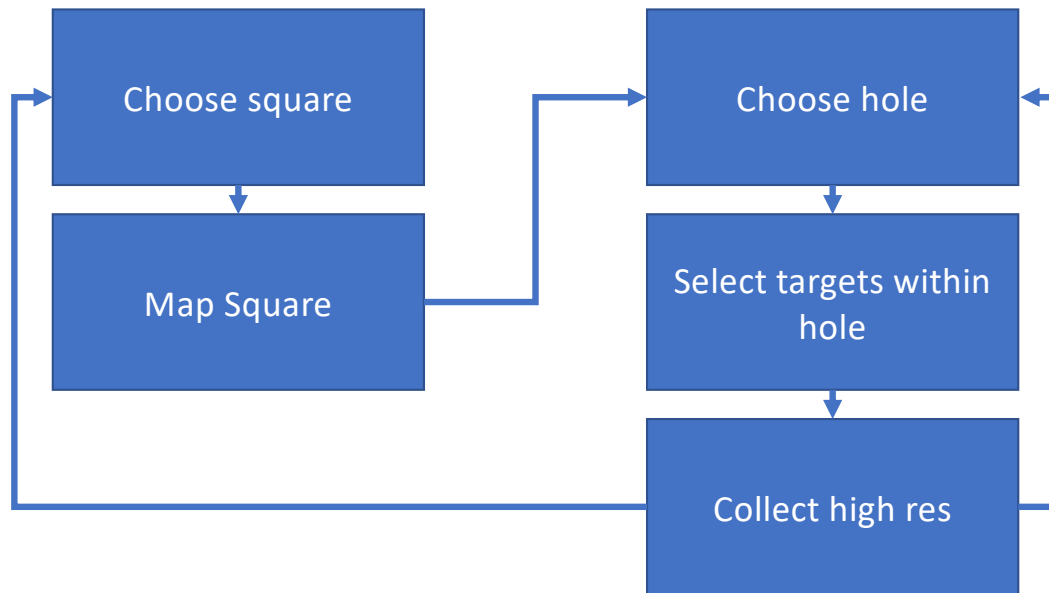 Choose square
Map Square
Choose hole
Select targets within
hole
Collect high res